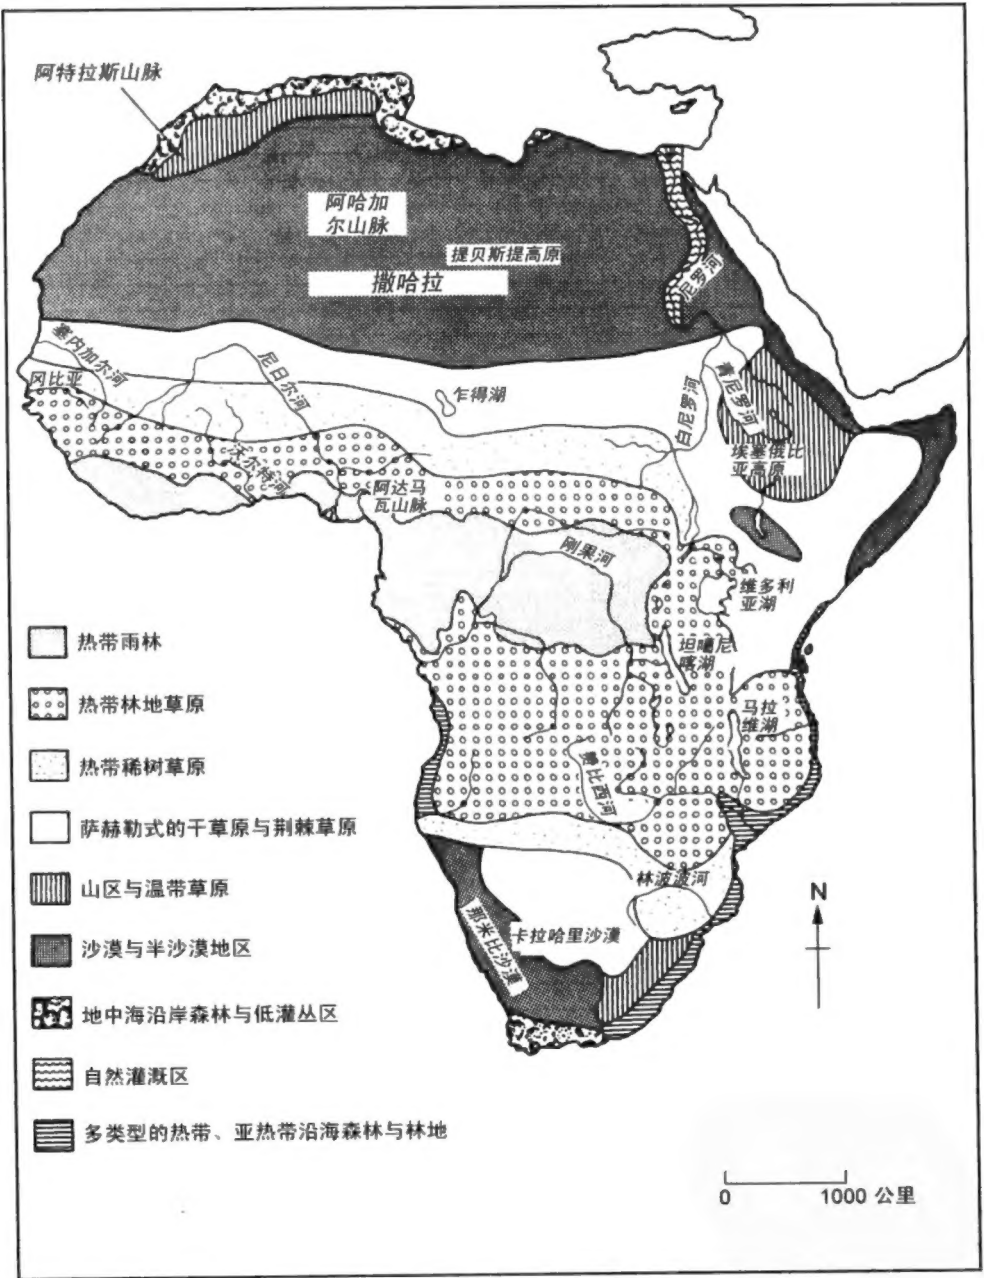 阿特拉斯山脉
阿哈加
尔山脉
提贝斯提高原
撒哈拉
尼罗河
塞内加尔河
冈比亚
尼日尔河
乍得湖
白尼罗河
青尼罗河
埃塞俄比
亚高原
沃尔特河
阿达马
瓦山脉
刚果河
维多利
亚湖
坦噶尼
喀湖
马拉
维湖
赞比西河
林波波河
那米比沙漠
卡拉哈里沙漠
热带雨林
热带林地草原
热带稀树草原
萨赫勒式的干草原与荆棘草原
山区与温带草原
沙漠与半沙漠地区
地中海沿岸森林与低灌丛区
自然灌溉区
多类型的热带、亚热带沿海森林与林地
N
0 1000 公里